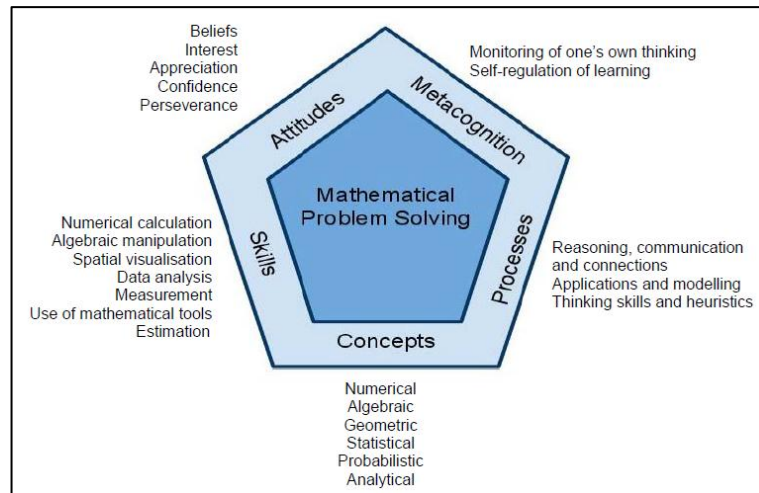 Beliefs
Interest
Appreciation
Confidence
Perseverance
Monitoring of one's own thinking
Self-regulation of learning
Attitudes
Metacognition
Mathematical
Problem Solving
Numerical calculation
Algebraic manipulation
Spatial visualisation
Data analysis
Measurement
Use of mathematical tools
Estimation
Skills
Processes
Reasoning, communication
and connections
Applications and modelling
Thinking skills and heuristics
Concepts
Numerical
Algebraic
Geometric
Statistical
Probabilistic
Analytical